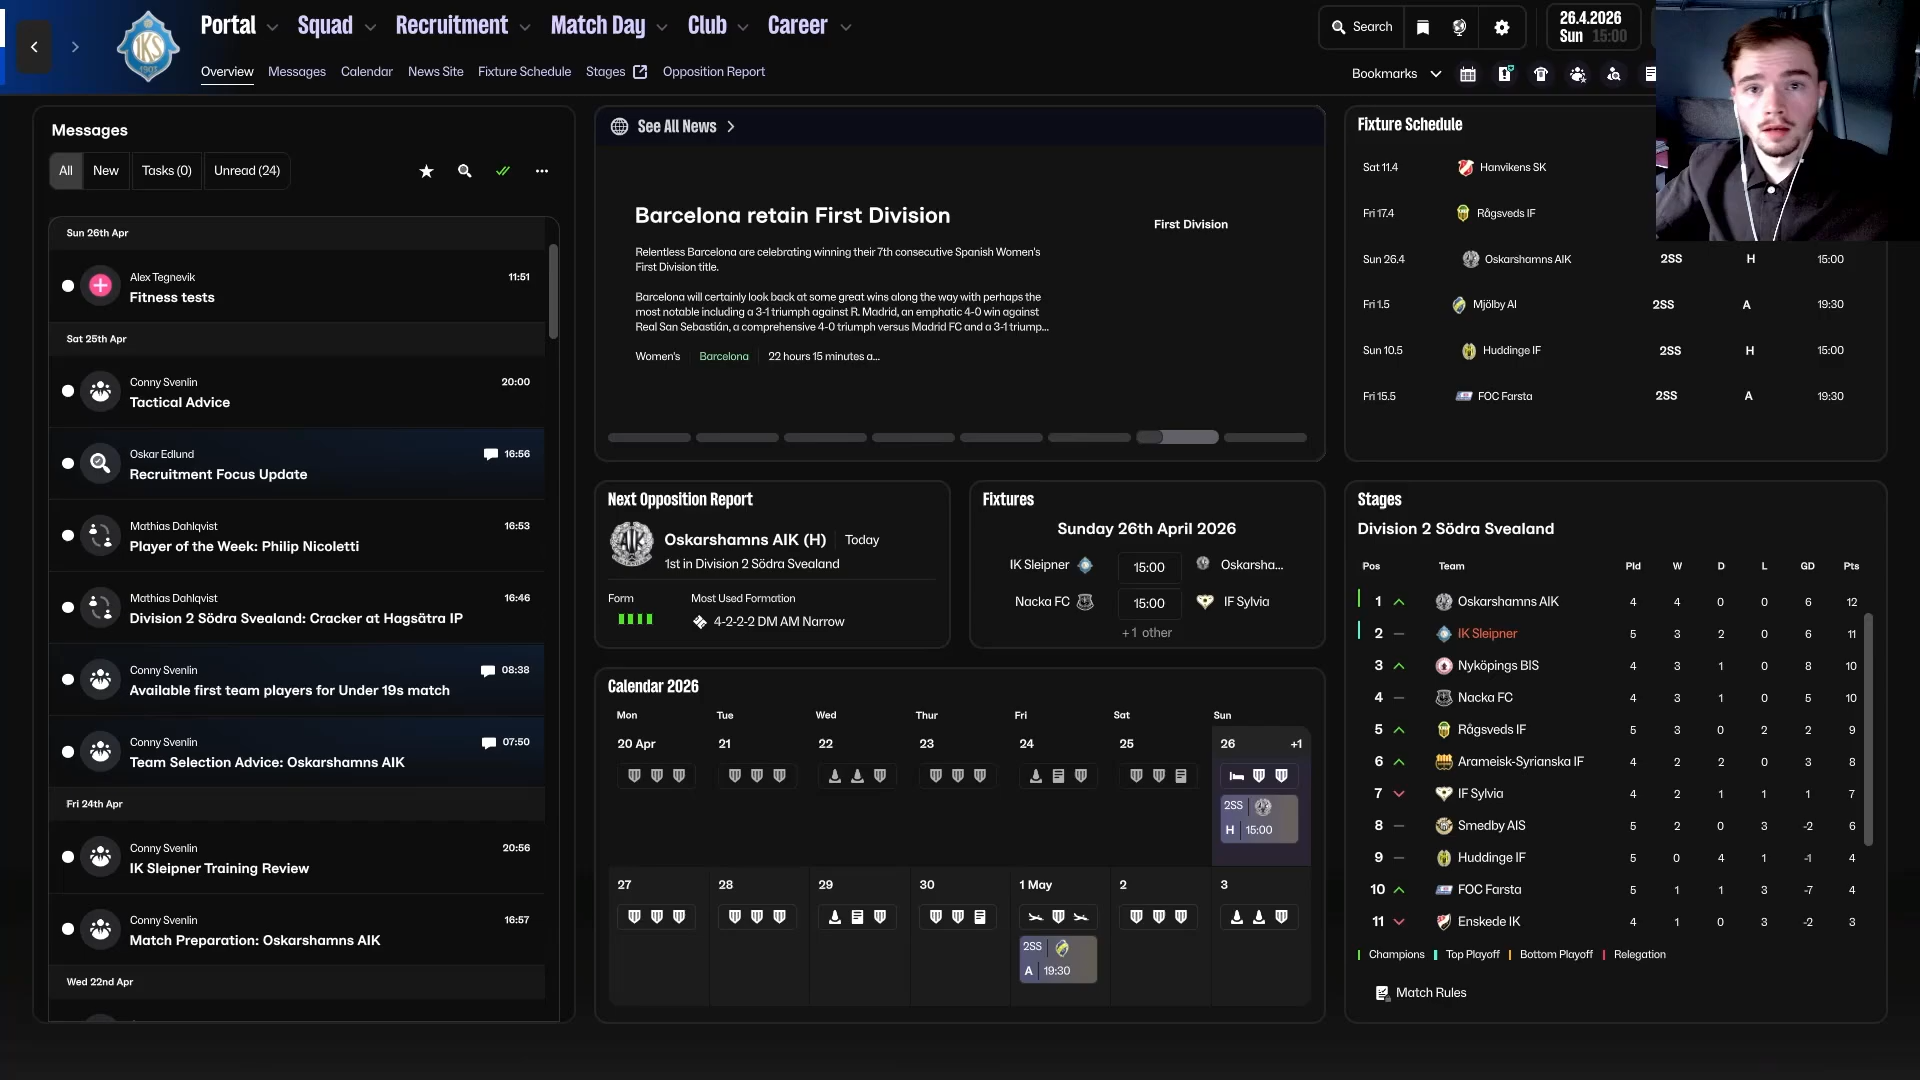 Portal
Squad
Recruitment
Match Day
Club
Career
Search
26.4.2026
Sun 15:00
Overview
Messages
Calendar
News Site
Fixture Schedule
Stages
Opposition Report
Bookmarks
IKS
1903
Messages
All
New
Tasks (0)
Unread (24)
Sun 26th Apr
Alex Tegnevik
11:51
Fitness tests
Sat 25th Apr
Conny Svenlin
20:00
Tactical Advice
Oskar Edlund
16:56
Recruitment Focus Update
Mathias Dahlqvist
16:53
Player of the Week: Philip Nicoletti
Mathias Dahlqvist
16:46
Division 2 Södra Svealand: Cracker at Hagsätra IP
Conny Svenlin
08:38
Available first team players for Under 19s match
Conny Svenlin
07:50
Team Selection Advice: Oskarshamns AIK
Fri 24th Apr
Conny Svenlin
20:56
IK Sleipner Training Review
Conny Svenlin
16:57
Match Preparation: Oskarshamns AIK
Wed 22nd Apr
See All News
Barcelona retain First Division
First Division
Relentless Barcelona are celebrating winning their 7th consecutive Spanish Women's
First Division title.
Barcelona will certainly look back at some great wins along the way with perhaps the
most notable including a 3-1 triumph against R. Madrid, an emphatic 4-0 win against
Real San Sebastián, a comprehensive 4-0 triumph versus Madrid FC and a 3-1 triump...
Women's
Barcelona
22 hours 15 minutes a...
Next Opposition Report
Oskarshamns AIK (H)
Today
1st in Division 2 Södra Svealand
Form
Most Used Formation
4-2-2-2 DM AM Narrow
Fixtures
Sunday 26th April 2026
IK Sleipner 15:00 Oskarsha...
Nacka FC 15:00 IF Sylvia
+1 other
Calendar 2026
Mon Tue Wed Thur Fri Sat Sun
20 Apr 21 22 23 24 25 26 +1
2SS
H 15:00
27 28 29 30 1 May 2 3
2SS
A 19:30
Fixture Schedule
Sat 11.4 Hanvikens SK
Fri 17.4 Rågsveds IF
Sun 26.4 Oskarshamns AIK 2SS H 15:00
Fri 1.5 Mjölby AI 2SS A 19:30
Sun 10.5 Huddinge IF 2SS H 15:00
Fri 15.5 FOC Farsta 2SS A 19:30
Stages
Division 2 Södra Svealand
Pos Team Pld W D L GD Pts
1 Oskarshamns AIK 4 4 0 0 6 12
2 IK Sleipner 5 3 2 0 6 11
3 Nyköpings BIS 4 3 1 0 8 10
4 Nacka FC 4 3 1 0 5 10
5 Rågsveds IF 5 3 0 2 2 9
6 Arameisk-Syrianska IF 4 2 2 0 3 8
7 IF Sylvia 4 2 1 1 1 7
8 Smedby AIS 5 2 0 3 -2 6
9 Huddinge IF 5 0 4 1 -1 4
10 FOC Farsta 5 1 1 3 -7 4
11 Enskede IK 4 1 0 3 -2 3
Champions
Top Playoff
Bottom Playoff
Relegation
Match Rules